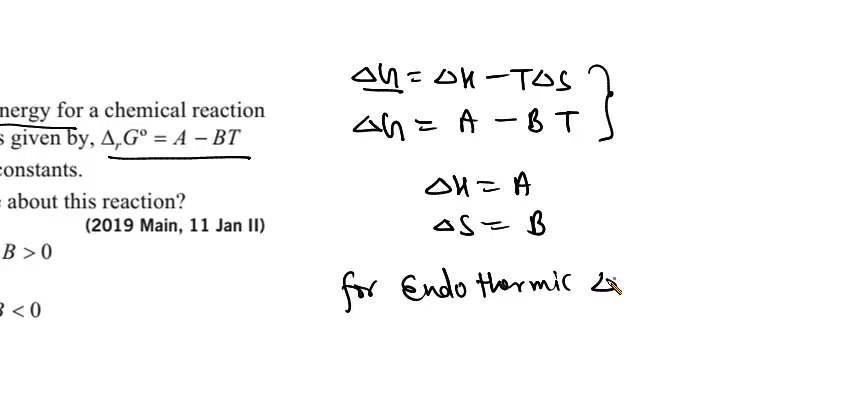 nergy for a chemical reaction
s given by, ΔᵣG° = A − BT
constants.
about this reaction?
(2019 Main, 11 Jan II)
B > 0
B < 0
ΔG = ΔH − TΔS
ΔG = A − B T
ΔH = A
ΔS = B
for Endothermic Δ